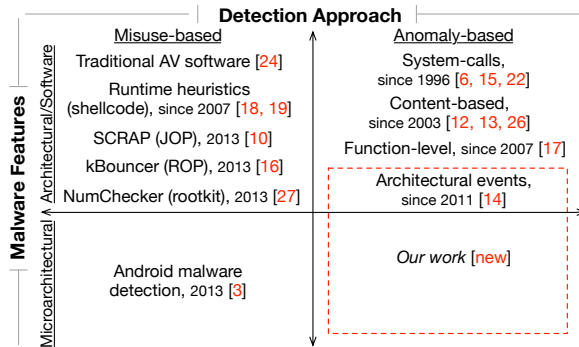 Detection Approach
Misuse-based
Anomaly-based
Malware Features
Architectural/Software
Microarchitectural
Traditional AV software [24]
Runtime heuristics
(shellcode), since 2007 [18, 19]
SCRAP (JOP), 2013 [10]
kBouncer (ROP), 2013 [16]
NumChecker (rootkit), 2013 [27]
System-calls,
since 1996 [6, 15, 22]
Content-based,
since 2003 [12, 13, 26]
Function-level, since 2007 [17]
Architectural events,
since 2011 [14]
Android malware
detection, 2013 [3]
Our work [new]